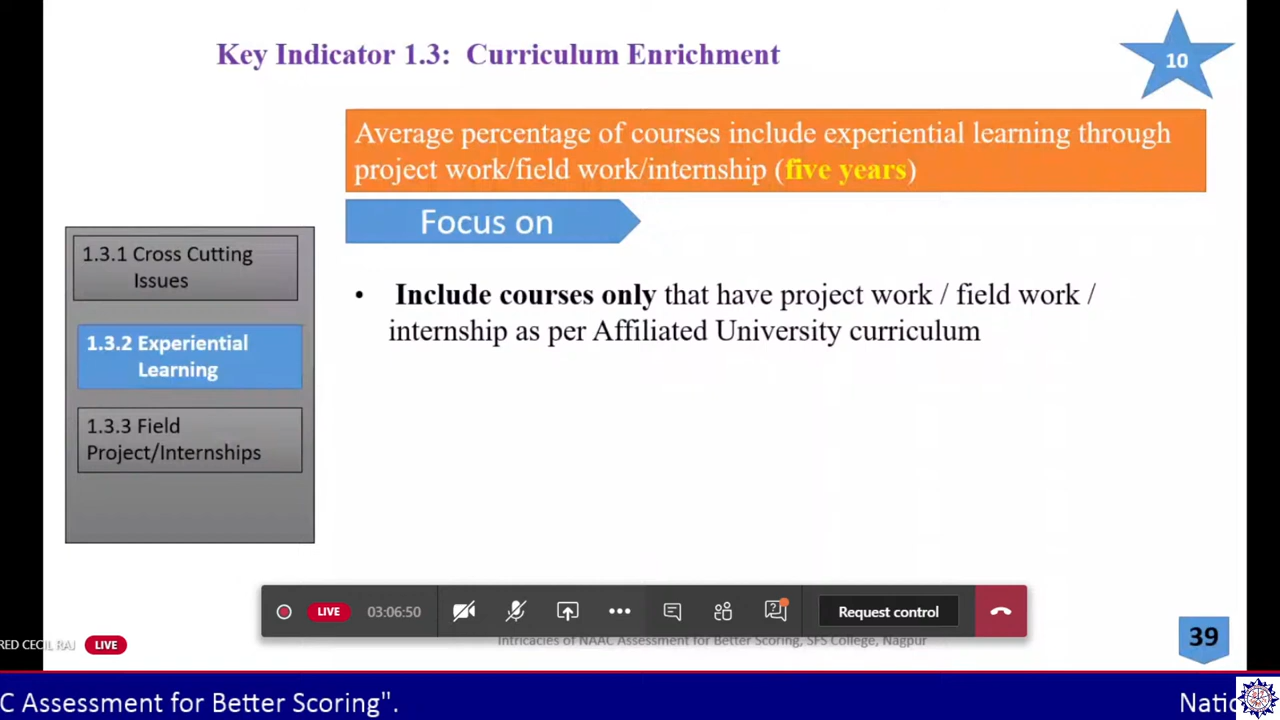 Key Indicator 1.3: Curriculum Enrichment
10
Average percentage of courses include experiential learning through
project work/field work/internship (five years)
Focus on
1.3.1 Cross Cutting
Issues
1.3.2 Experiential
Learning
1.3.3 Field
Project/Internships
• Include courses only that have project work / field work /
internship as per Affiliated University curriculum
LIVE
03:06:50
Request control
Intricacies of NAAC Assessment for Better Scoring, SFS College, Nagpur
39
RED CECIL RAJ
LIVE
C Assessment for Better Scoring".
Natio